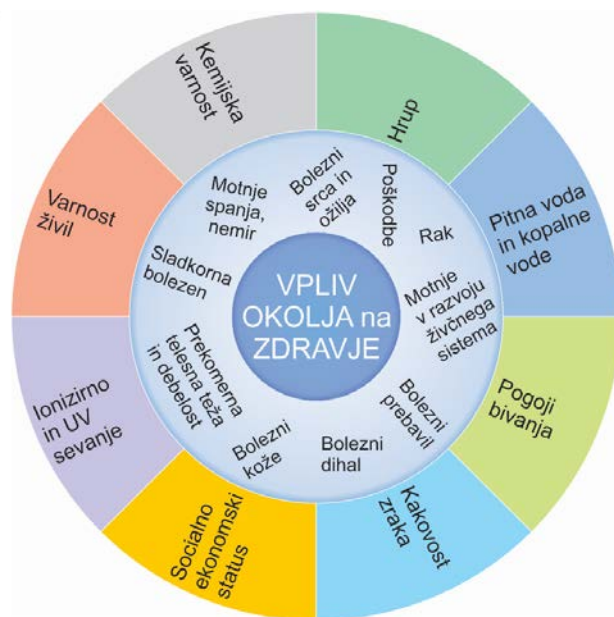 Kemijska
varnost
Hrup
Pitna voda
in kopalne
vode
Pogoji
bivanja
Kakovost
zraka
Socialno
ekonomski
status
Ionizirno
in UV
sevanje
Varnost
živil
Motnje
spanja,
nemir
Bolezni
srca in
ožilja
Poškodbe
Rak
Motnje
v razvoju
živčnega
sistema
Bolezni
prebavil
Bolezni
dihal
Bolezni
kože
Prekomerna
telesna teža
in debelost
Sladkorna
bolezen
VPLIV
OKOLJA na
ZDRAVJE